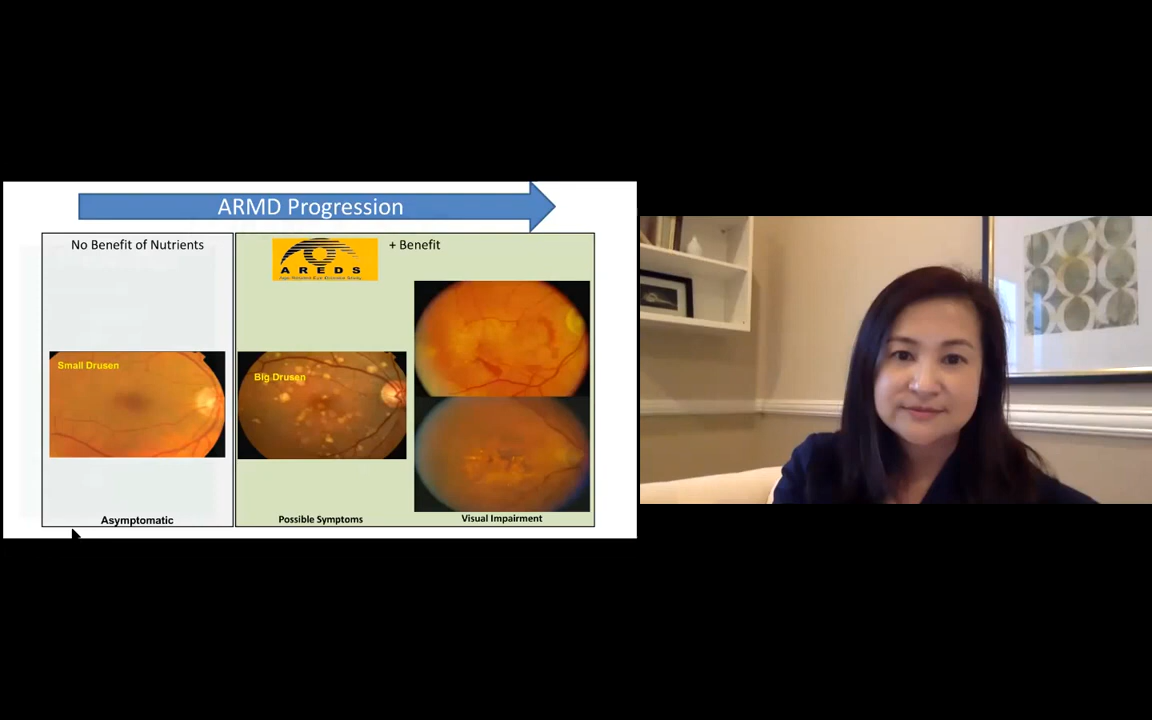 ARMD Progression
No Benefit of Nutrients
AREDS
+ Benefit
Small Drusen
Big Drusen
Asymptomatic
Possible Symptoms
Visual Impairment